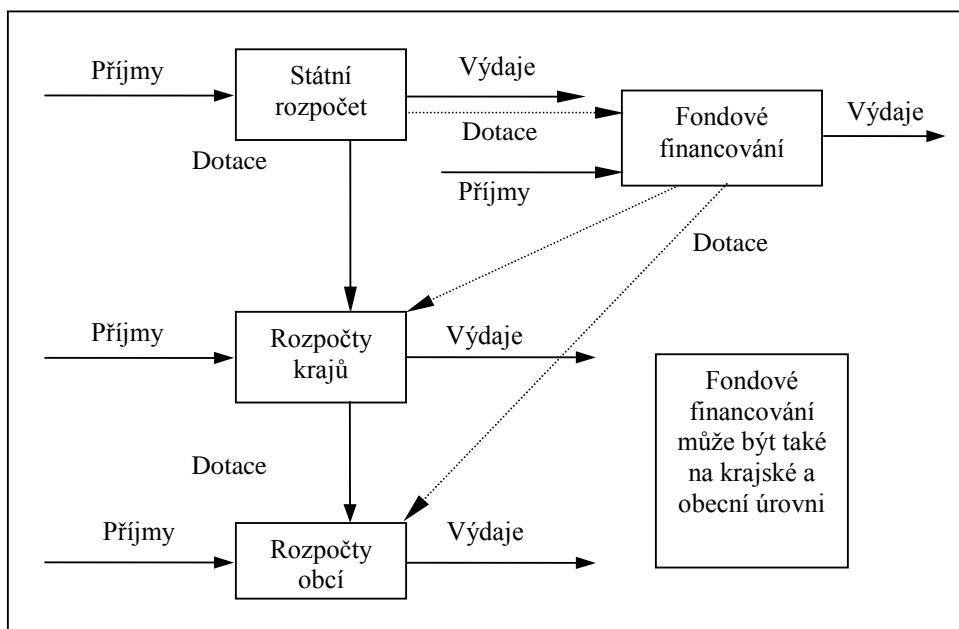 Příjmy
Státní
rozpočet
Výdaje
Dotace
Fondové
financování
Výdaje
Dotace
Příjmy
Dotace
Příjmy
Rozpočty
krajů
Výdaje
Fondové
financování
může být také
na krajské a
obecní úrovni
Dotace
Příjmy
Rozpočty
obcí
Výdaje